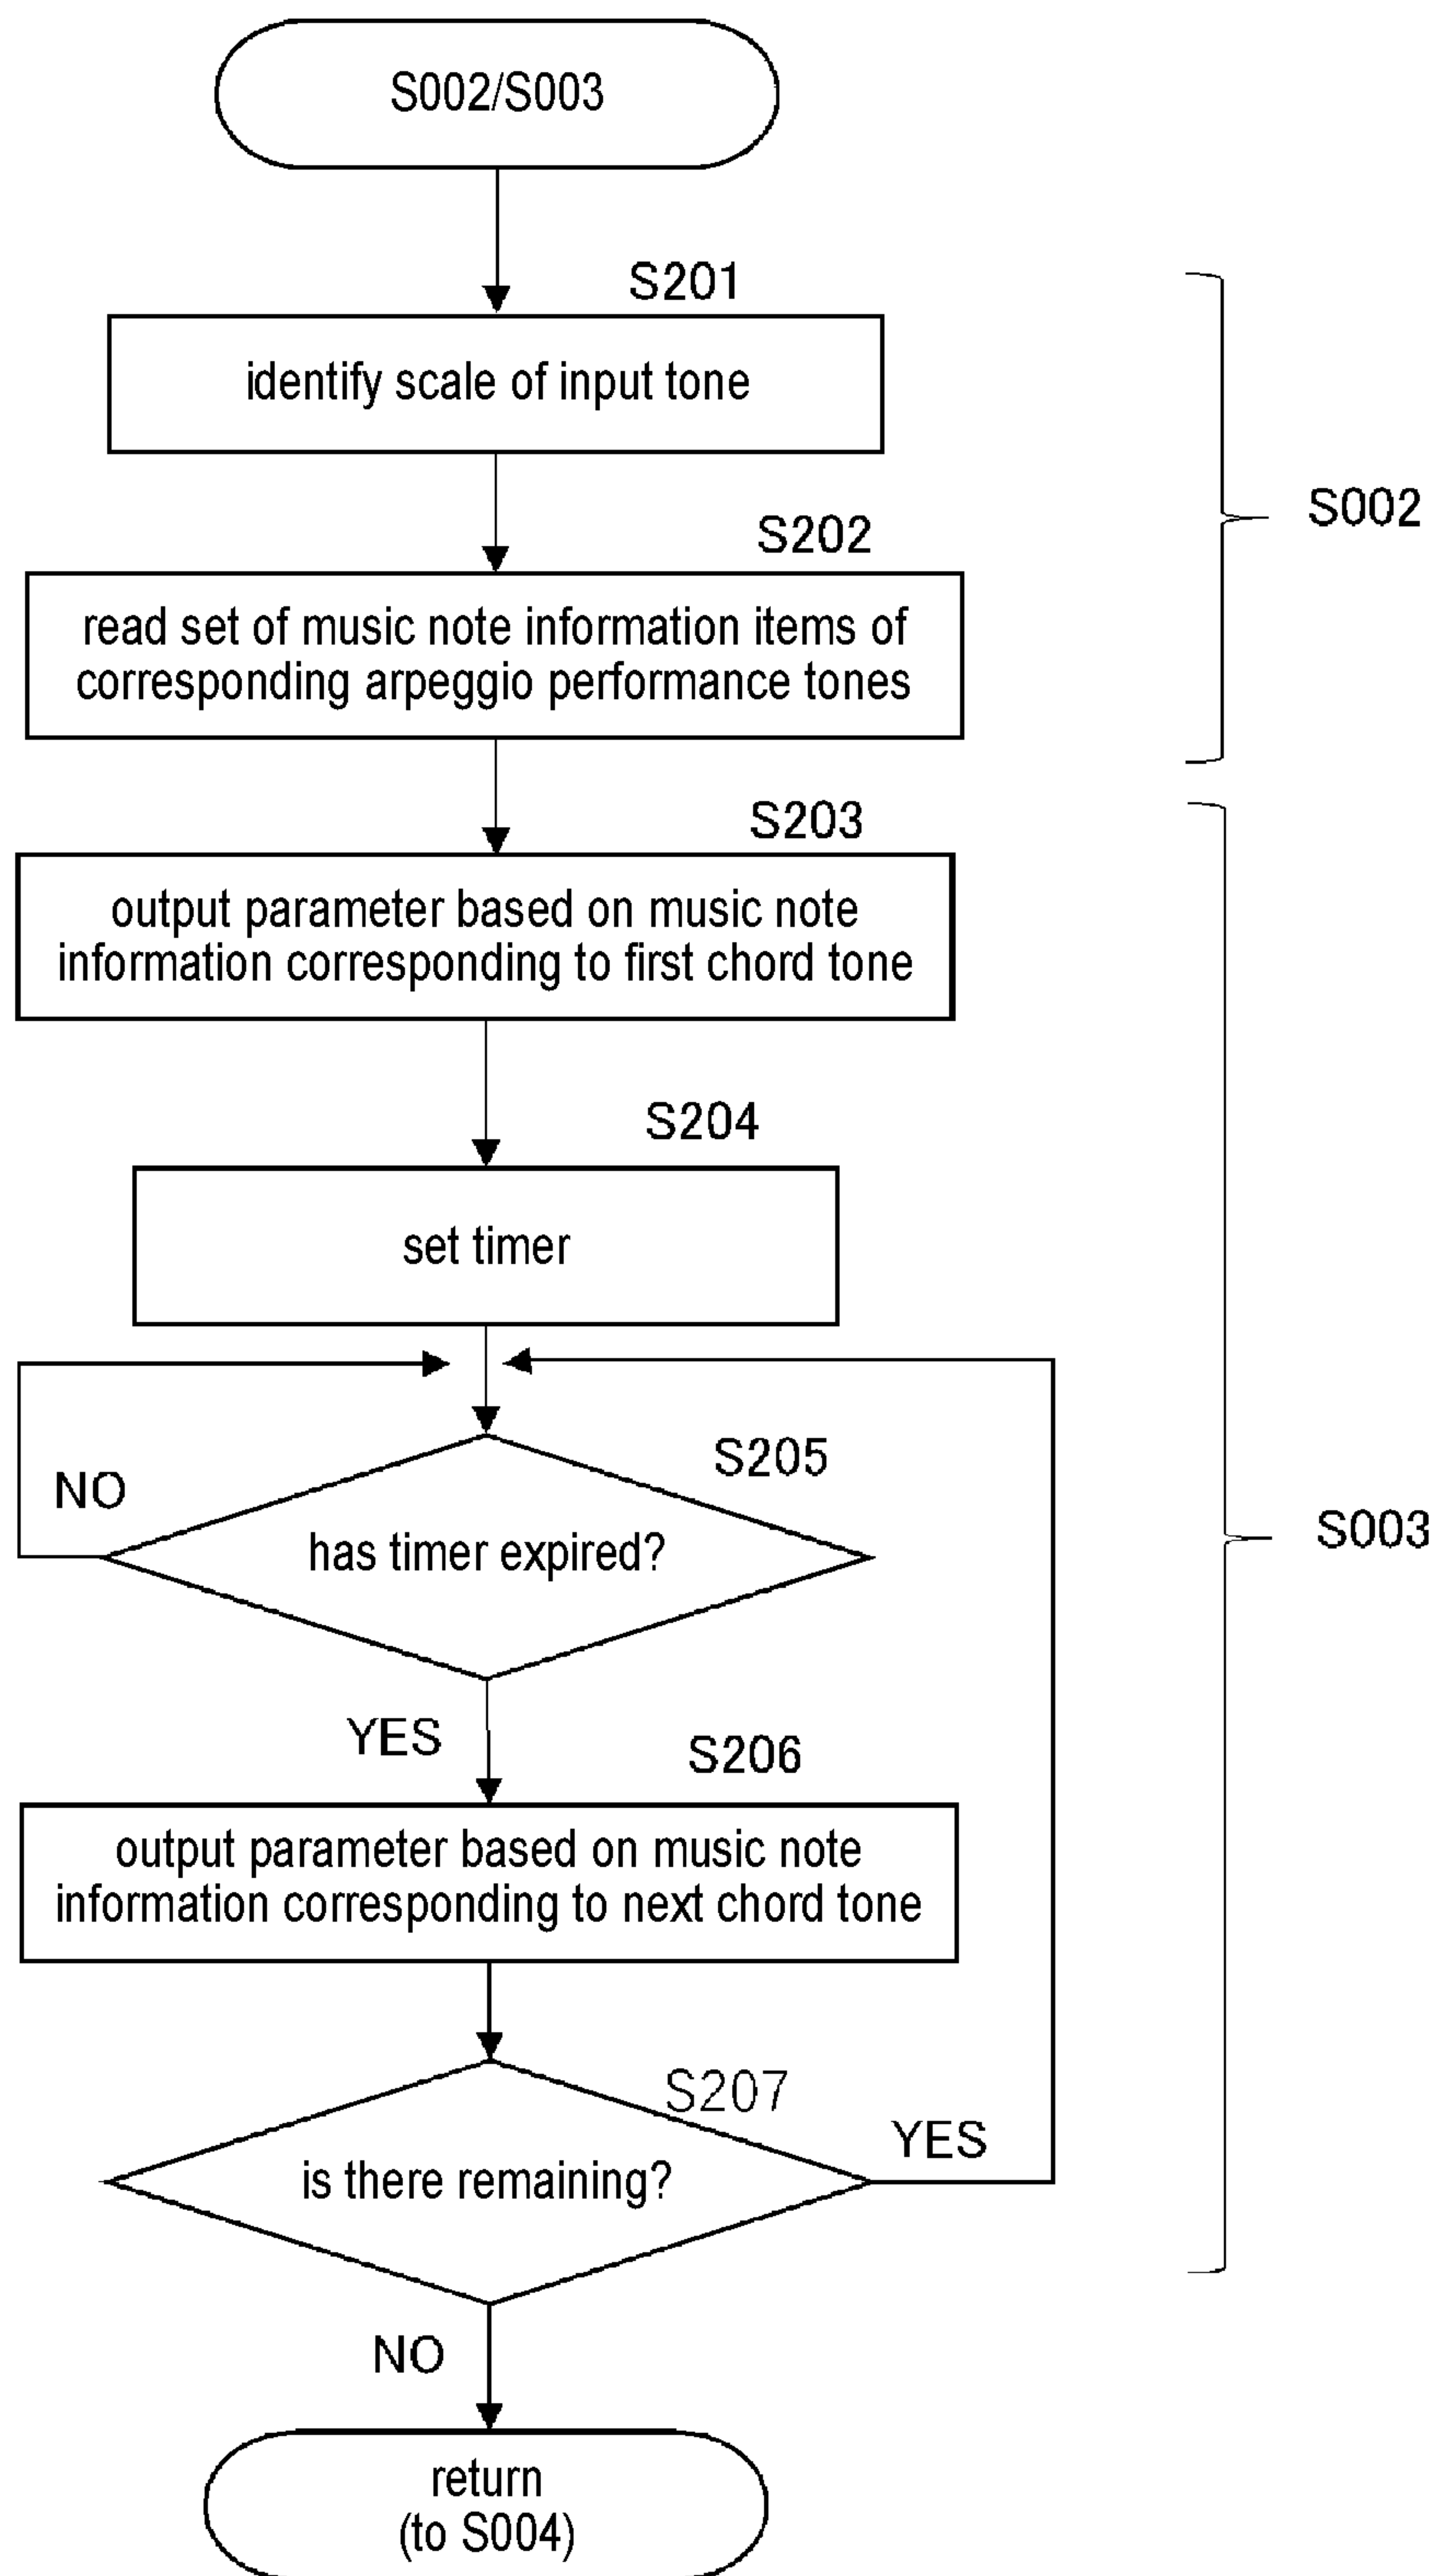 S002/S003
S201
identify scale of input tone
S002
S202
read set of music note information items of
corresponding arpeggio performance tones
S203
output parameter based on music note
information corresponding to first chord tone
S204
set timer
S205
NO
has timer expired?
S003
YES
S206
output parameter based on music note
information corresponding to next chord tone
S207
YES
is there remaining?
NO
return
(to S004)